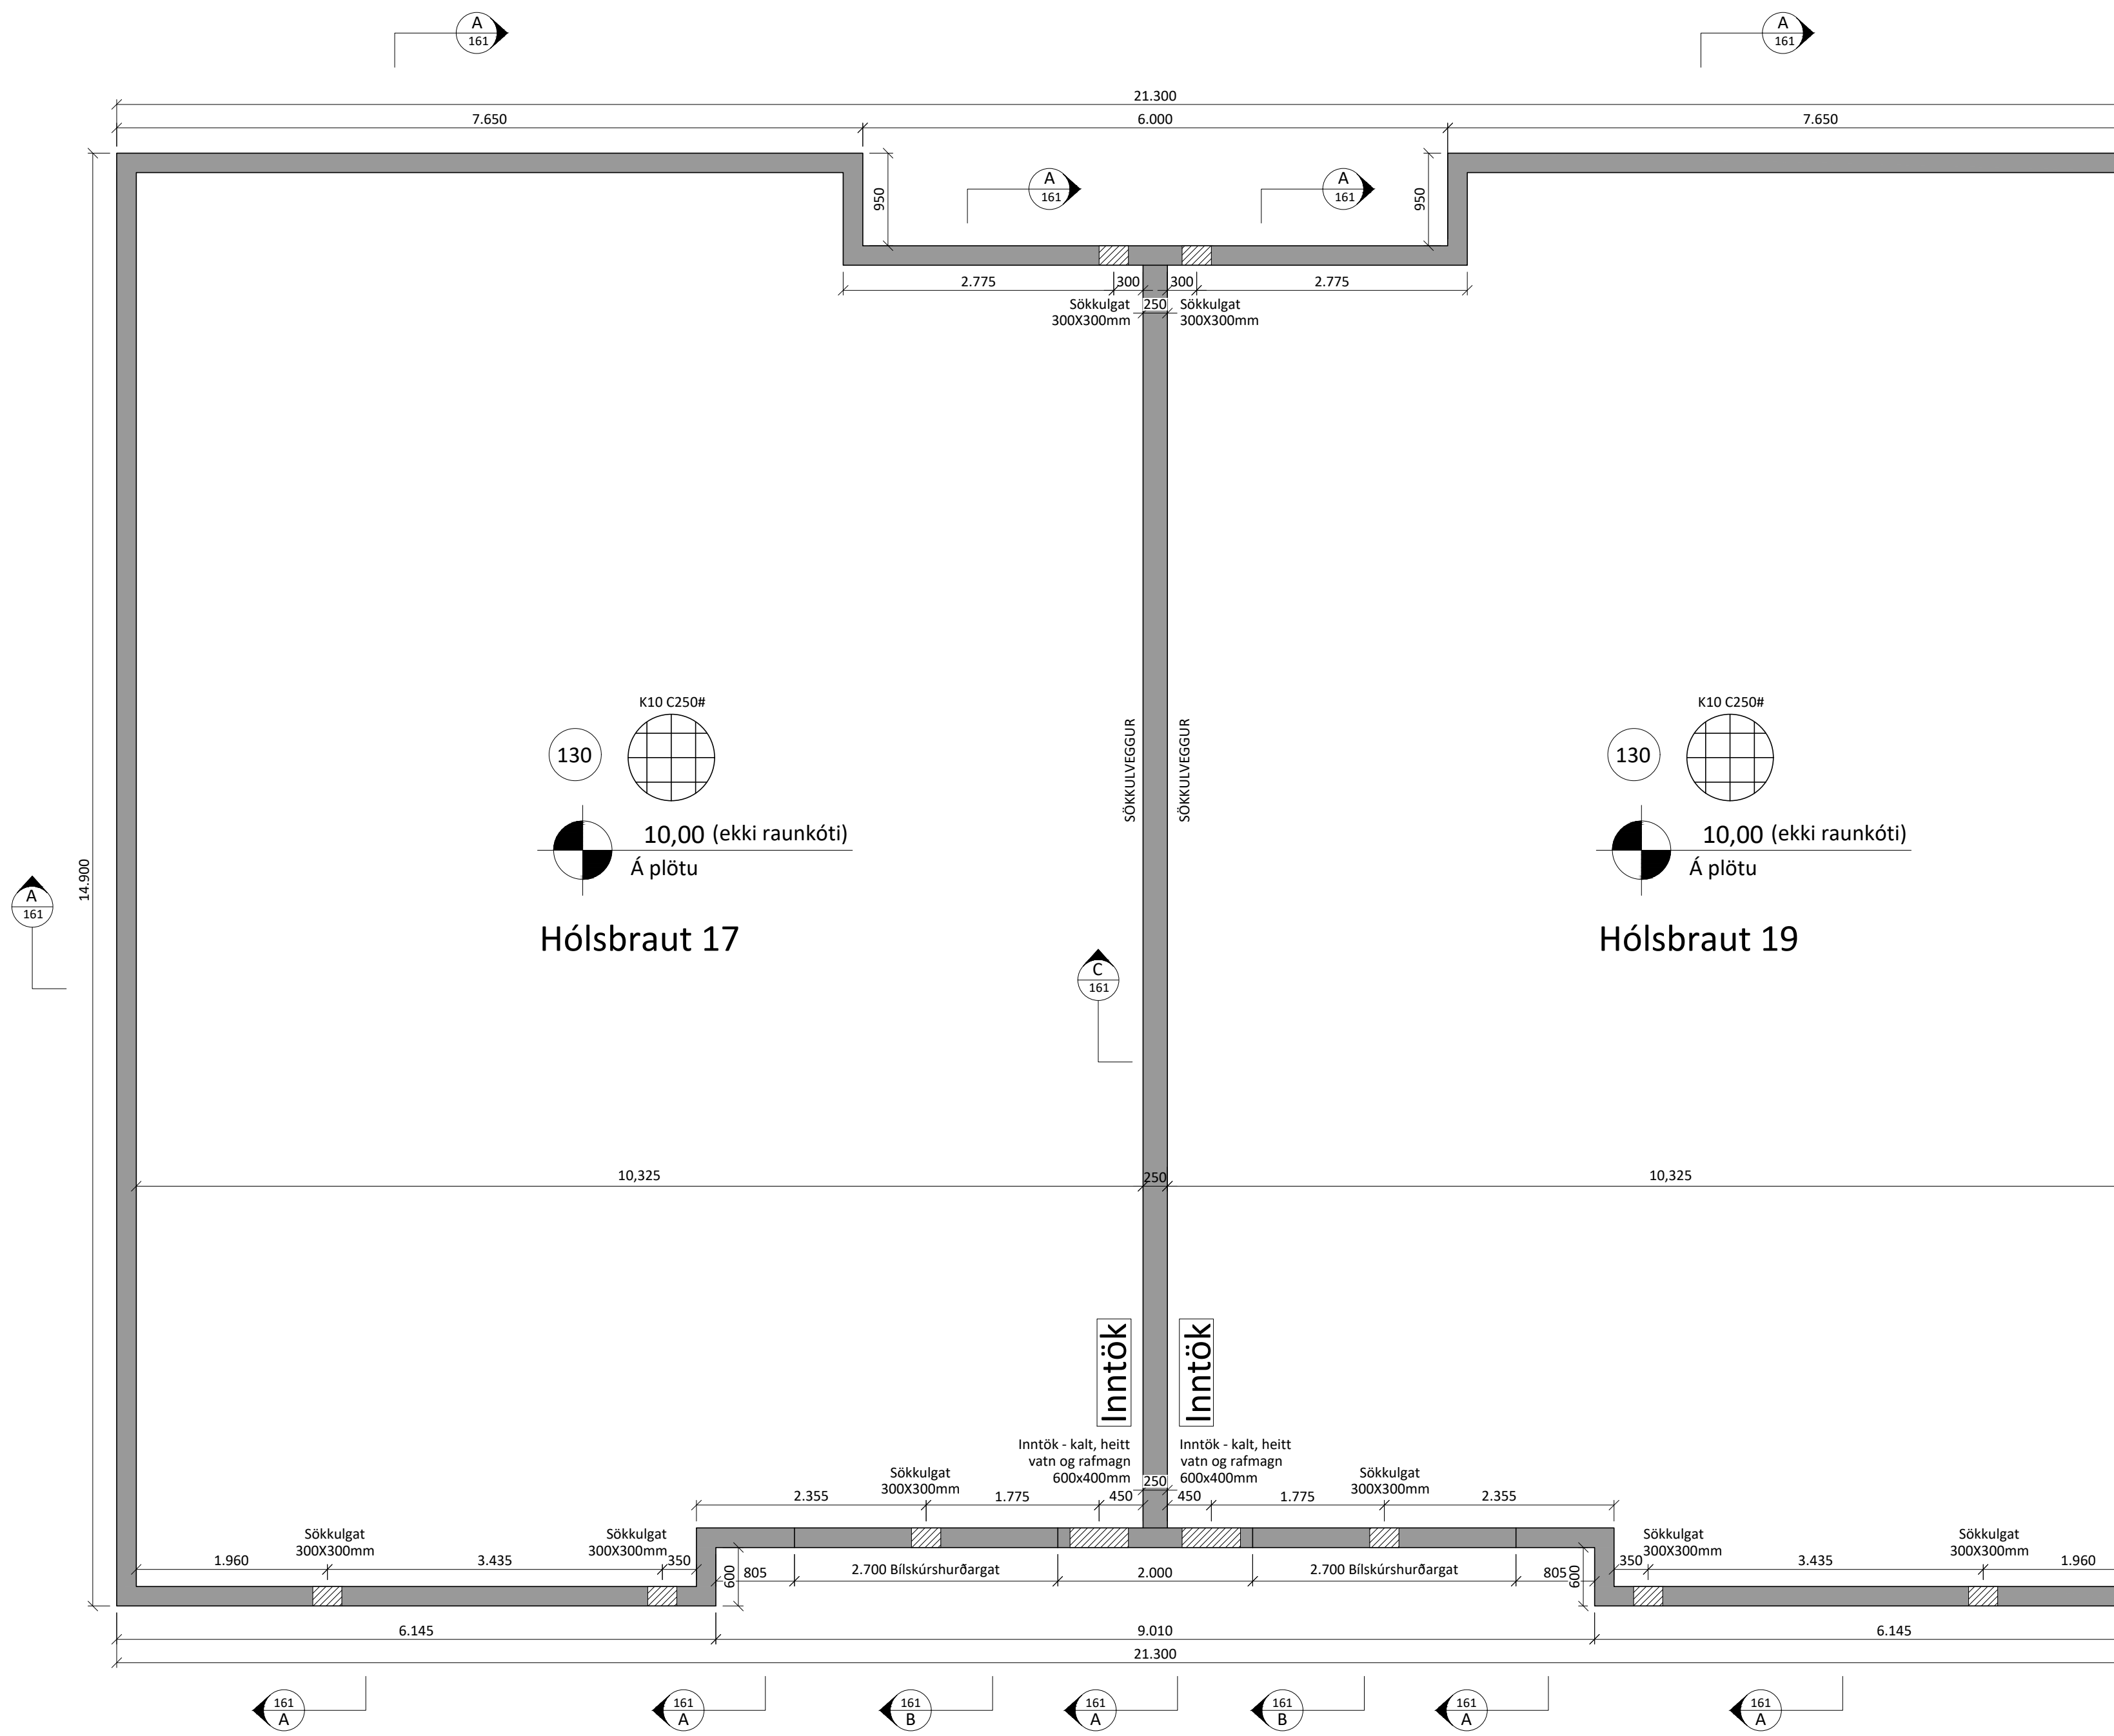 A
161
A
161
21.300
7.650
6.000
7.650
A
161
A
161
950
950
2.775
300
300
2.775
Sökkulgat
300X300mm
250
Sökkulgat
300X300mm
K10 C250#
130
10,00 (ekki raunkóti)
Á plötu
Hólsbraut 17
SÖKKULVEGGUR
SÖKKULVEGGUR
K10 C250#
130
10,00 (ekki raunkóti)
Á plötu
Hólsbraut 19
14.900
A
161
C
161
10,325
250
10,325
Inntök
Inntök
Inntök - kalt, heitt
vatn og rafmagn
600x400mm
250
Inntök - kalt, heitt
vatn og rafmagn
600x400mm
Sökkulgat
300X300mm
Sökkulgat
300X300mm
2.355
1.775
450
450
1.775
2.355
Sökkulgat
300X300mm
Sökkulgat
300X300mm
Sökkulgat
300X300mm
Sökkulgat
300X300mm
1.960
3.435
350
600
805
2.700 Bílskúrshurðargat
2.000
2.700 Bílskúrshurðargat
805
600
350
3.435
1.960
6.145
9.010
6.145
21.300
161
A
161
A
161
B
161
A
161
B
161
A
161
A